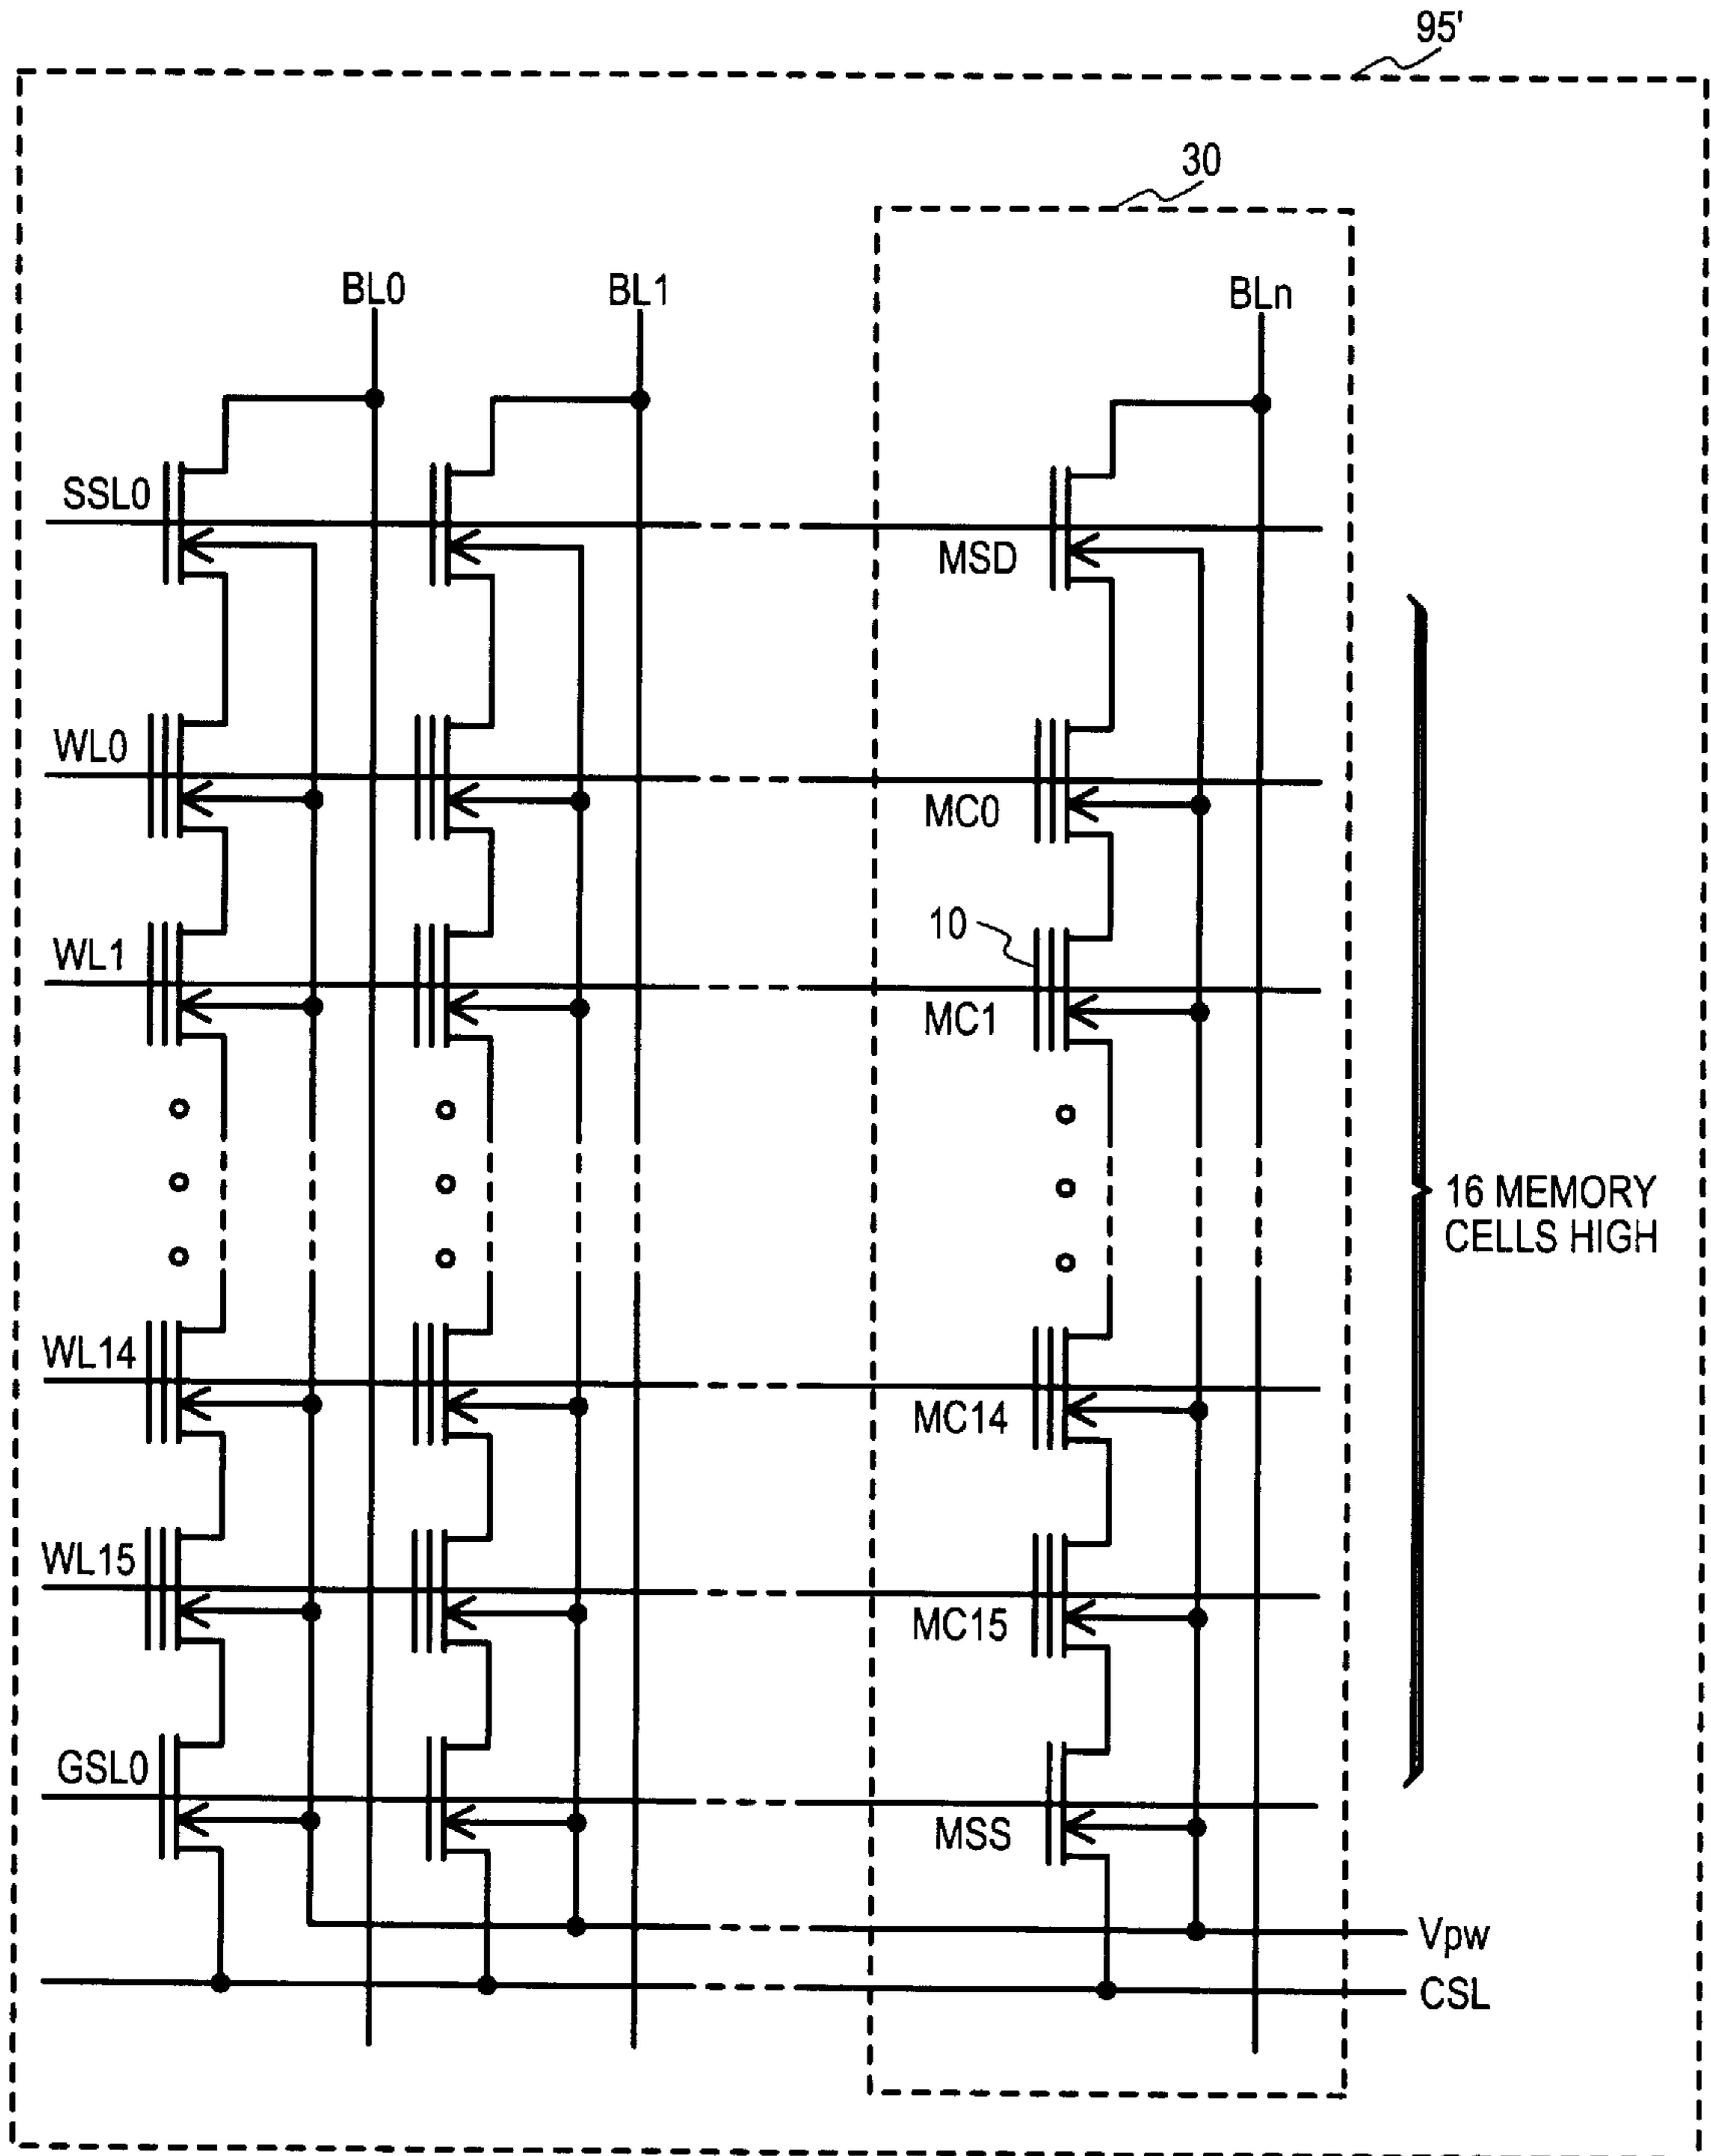 95'
30
BL0
BL1
BLn
SSL0
MSD
WL0
MC0
10
WL1
MC1
16 MEMORY
CELLS HIGH
WL14
MC14
WL15
MC15
GSL0
MSS
Vpw
CSL